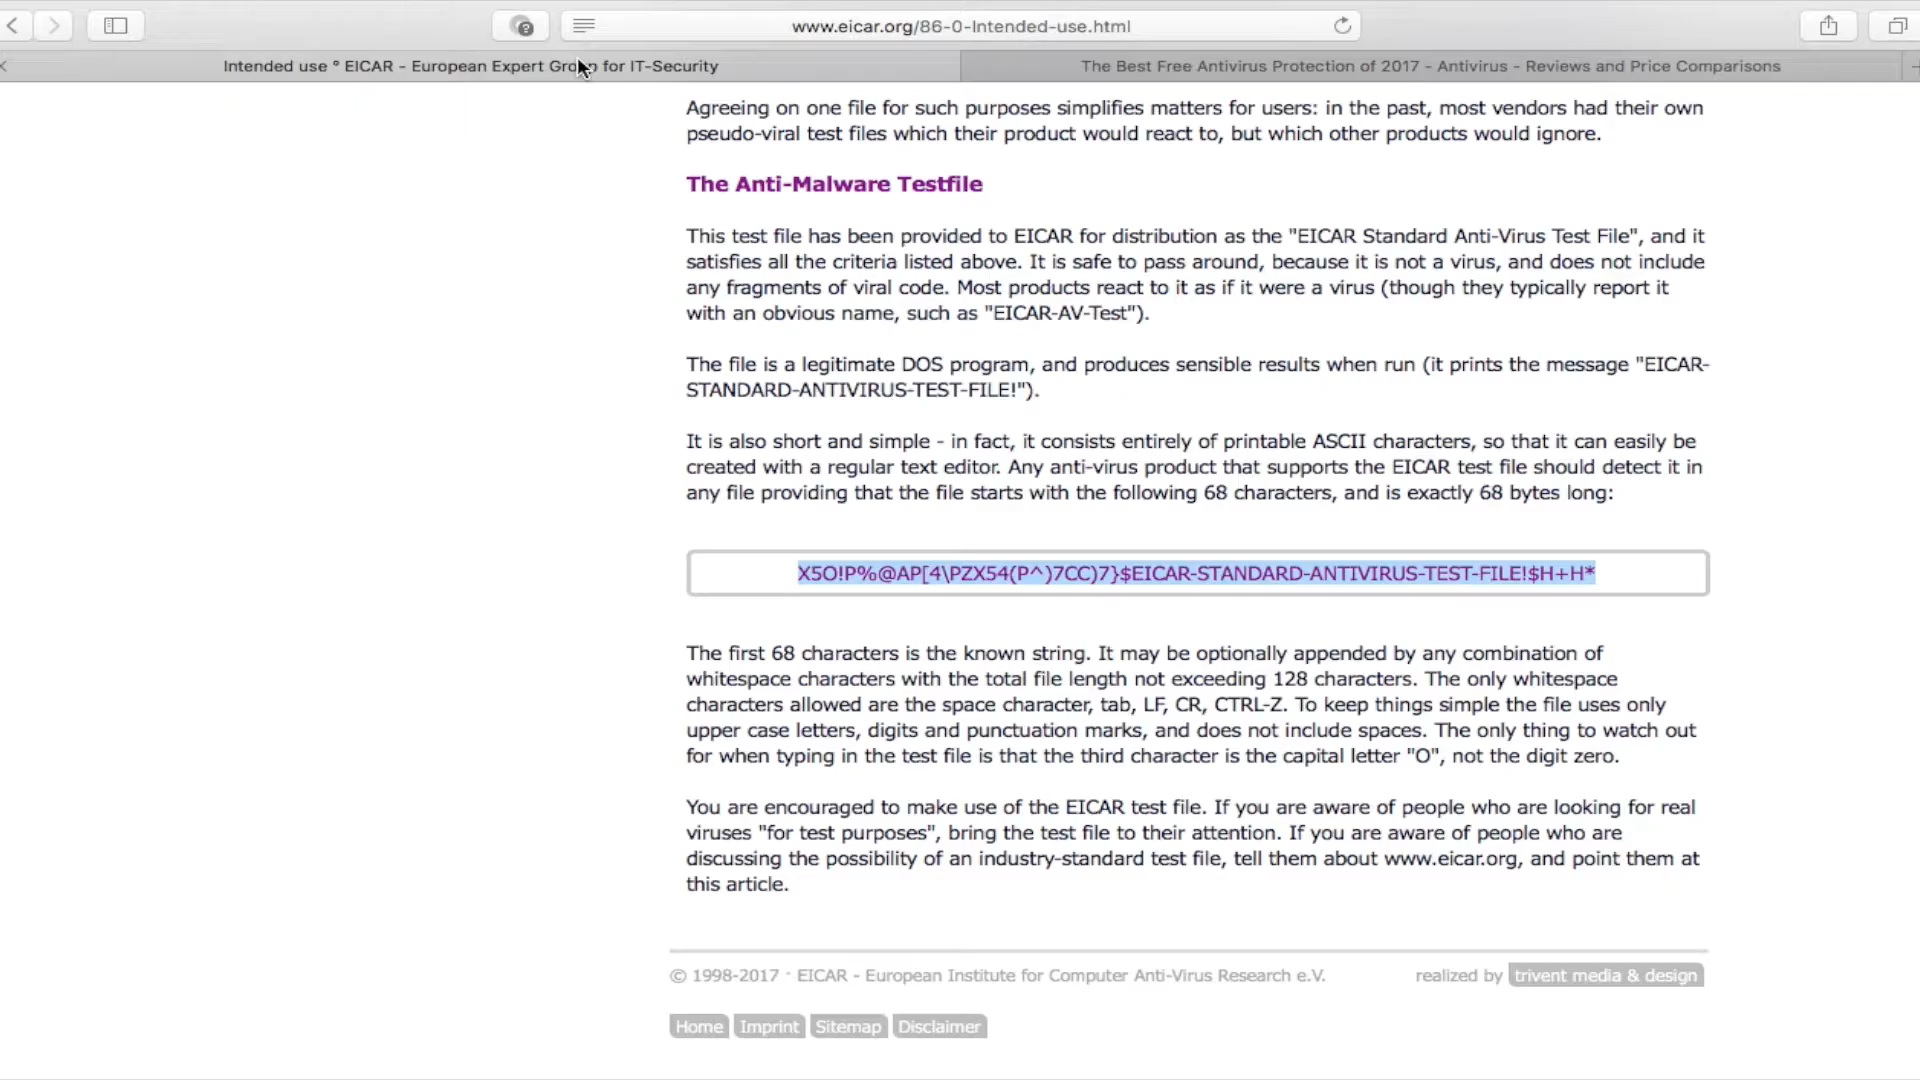 www.eicar.org/86-0-Intended-use.html
Intended use ° EICAR - European Expert Group for IT-Security
The Best Free Antivirus Protection of 2017 - Antivirus - Reviews and Price Comparisons
Agreeing on one file for such purposes simplifies matters for users: in the past, most vendors had their own
pseudo-viral test files which their product would react to, but which other products would ignore.
The Anti-Malware Testfile
This test file has been provided to EICAR for distribution as the "EICAR Standard Anti-Virus Test File", and it
satisfies all the criteria listed above. It is safe to pass around, because it is not a virus, and does not include
any fragments of viral code. Most products react to it as if it were a virus (though they typically report it
with an obvious name, such as "EICAR-AV-Test").
The file is a legitimate DOS program, and produces sensible results when run (it prints the message "EICAR-
STANDARD-ANTIVIRUS-TEST-FILE!").
It is also short and simple - in fact, it consists entirely of printable ASCII characters, so that it can easily be
created with a regular text editor. Any anti-virus product that supports the EICAR test file should detect it in
any file providing that the file starts with the following 68 characters, and is exactly 68 bytes long:
X5O!P%@AP[4\PZX54(P^)7CC)7}$EICAR-STANDARD-ANTIVIRUS-TEST-FILE!$H+H*
The first 68 characters is the known string. It may be optionally appended by any combination of
whitespace characters with the total file length not exceeding 128 characters. The only whitespace
characters allowed are the space character, tab, LF, CR, CTRL-Z. To keep things simple the file uses only
upper case letters, digits and punctuation marks, and does not include spaces. The only thing to watch out
for when typing in the test file is that the third character is the capital letter "O", not the digit zero.
You are encouraged to make use of the EICAR test file. If you are aware of people who are looking for real
viruses "for test purposes", bring the test file to their attention. If you are aware of people who are
discussing the possibility of an industry-standard test file, tell them about www.eicar.org, and point them at
this article.
© 1998-2017 · EICAR - European Institute for Computer Anti-Virus Research e.V. realized by trivent media & design
Home Imprint Sitemap Disclaimer